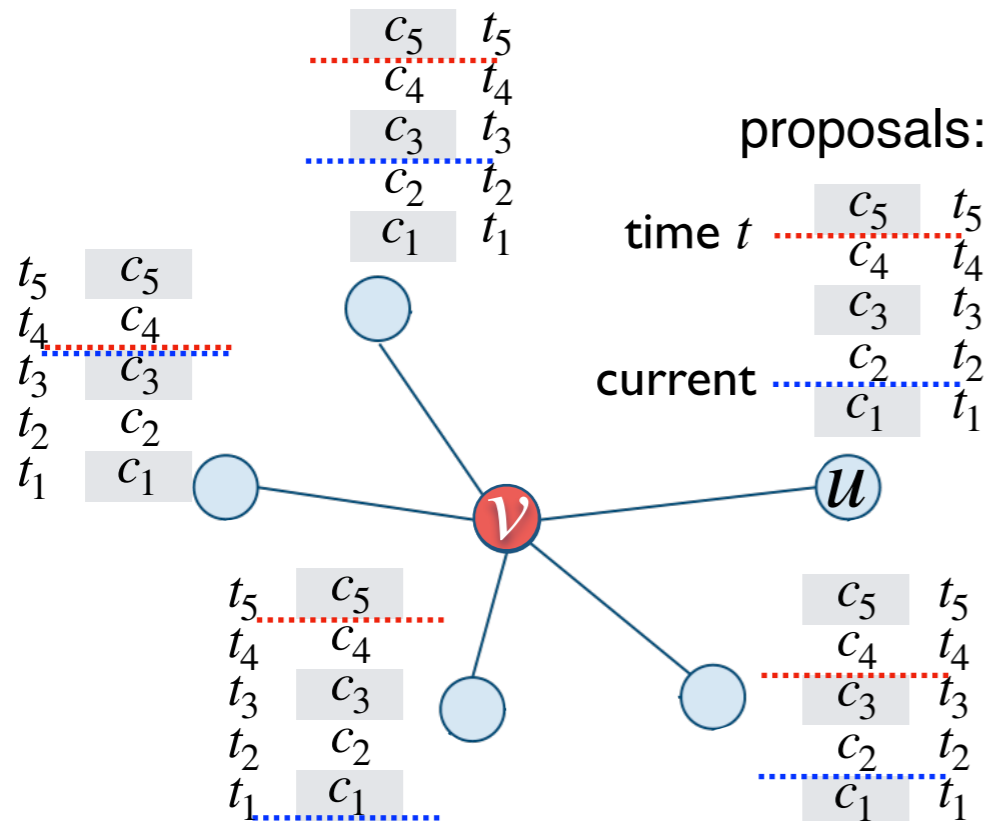 c₅ t₅
c₄ t₄
c₃ t₃
c₂ t₂
c₁ t₁
proposals:
time t
c₅ t₅
c₄ t₄
c₃ t₃
c₂ t₂
current
c₁ t₁
t₅ c₅
t₄ c₄
t₃ c₃
t₂ c₂
t₁ c₁
v
u
t₅ c₅
t₄ c₄
t₃ c₃
t₂ c₂
t₁ c₁
c₅ t₅
c₄ t₄
c₃ t₃
c₂ t₂
c₁ t₁